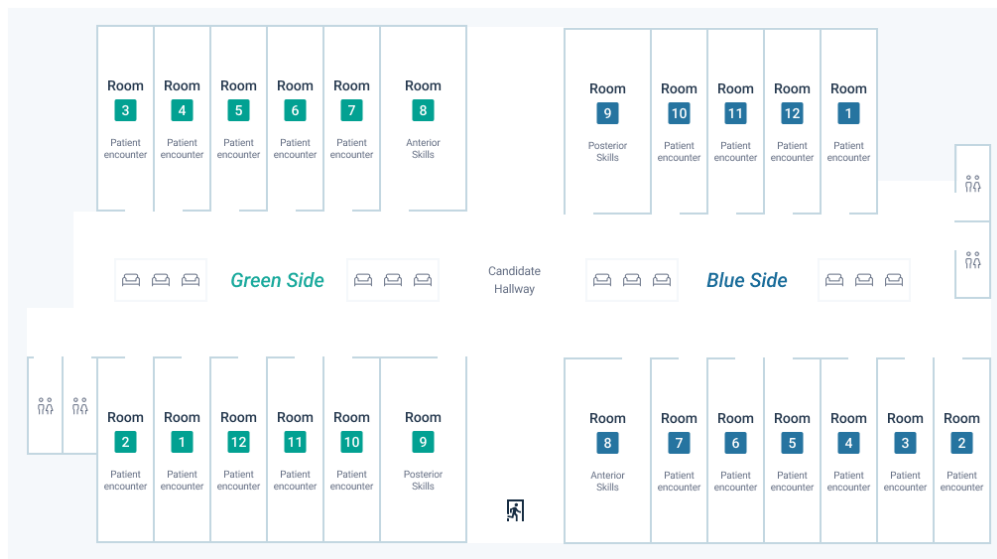 Room
3
Patient
encounter
Room
4
Patient
encounter
Room
5
Patient
encounter
Room
6
Patient
encounter
Room
7
Patient
encounter
Room
8
Anterior
Skills
Room
9
Posterior
Skills
Room
10
Patient
encounter
Room
11
Patient
encounter
Room
12
Patient
encounter
Room
1
Patient
encounter
Green Side
Candidate
Hallway
Blue Side
Room
2
Patient
encounter
Room
1
Patient
encounter
Room
12
Patient
encounter
Room
11
Patient
encounter
Room
10
Patient
encounter
Room
9
Posterior
Skills
Room
8
Anterior
Skills
Room
7
Patient
encounter
Room
6
Patient
encounter
Room
5
Patient
encounter
Room
4
Patient
encounter
Room
3
Patient
encounter
Room
2
Patient
encounter